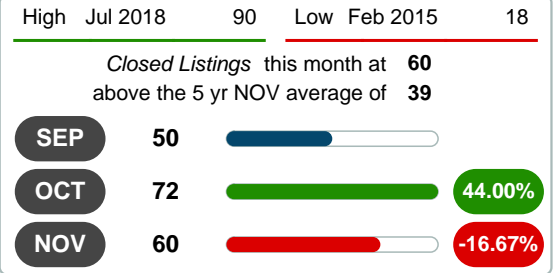 High Jul 2018 90 Low Feb 2015 18
Closed Listings this month at 60
above the 5 yr NOV average of 39
SEP 50
OCT 72 44.00%
NOV 60 -16.67%